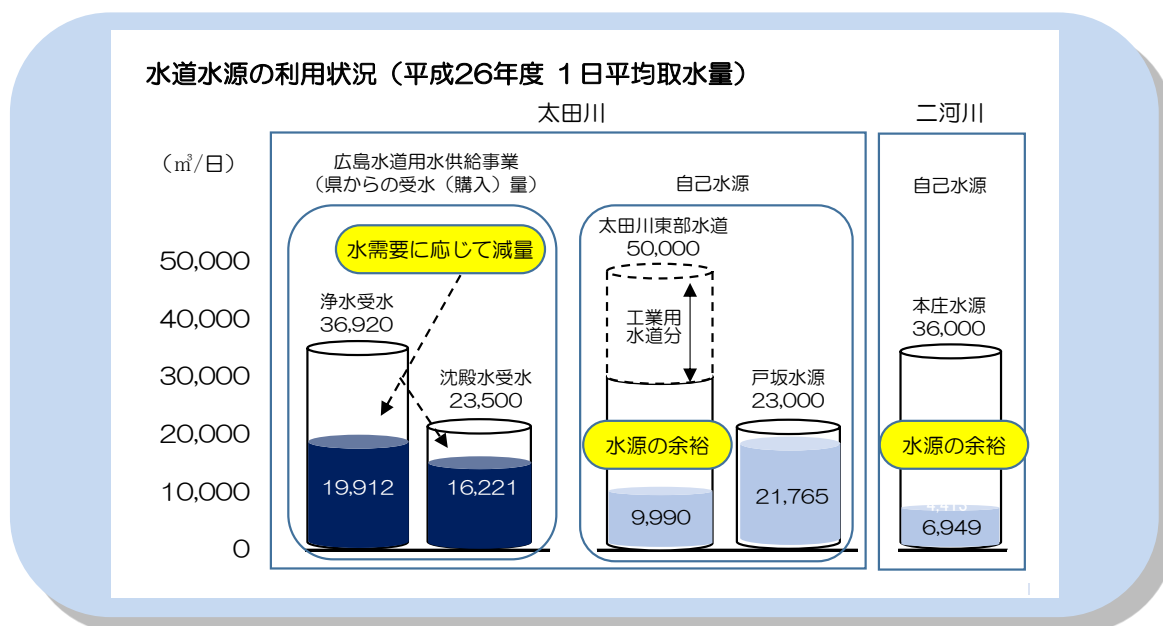 水道水源の利用状況（平成26年度 １日平均取水量）
太田川
二河川
（㎥/日）
広島水道用水供給事業
（県からの受水（購入）量）
自己水源
自己水源
太田川東部水道
50,000
水需要に応じて減量
50,000
40,000
30,000
20,000
10,000
0
浄水受水
36,920
沈殿水受水
23,500
工業用
水道分
戸坂水源
23,000
本庄水源
36,000
水源の余裕
水源の余裕
19,912
16,221
9,990
21,765
6,949